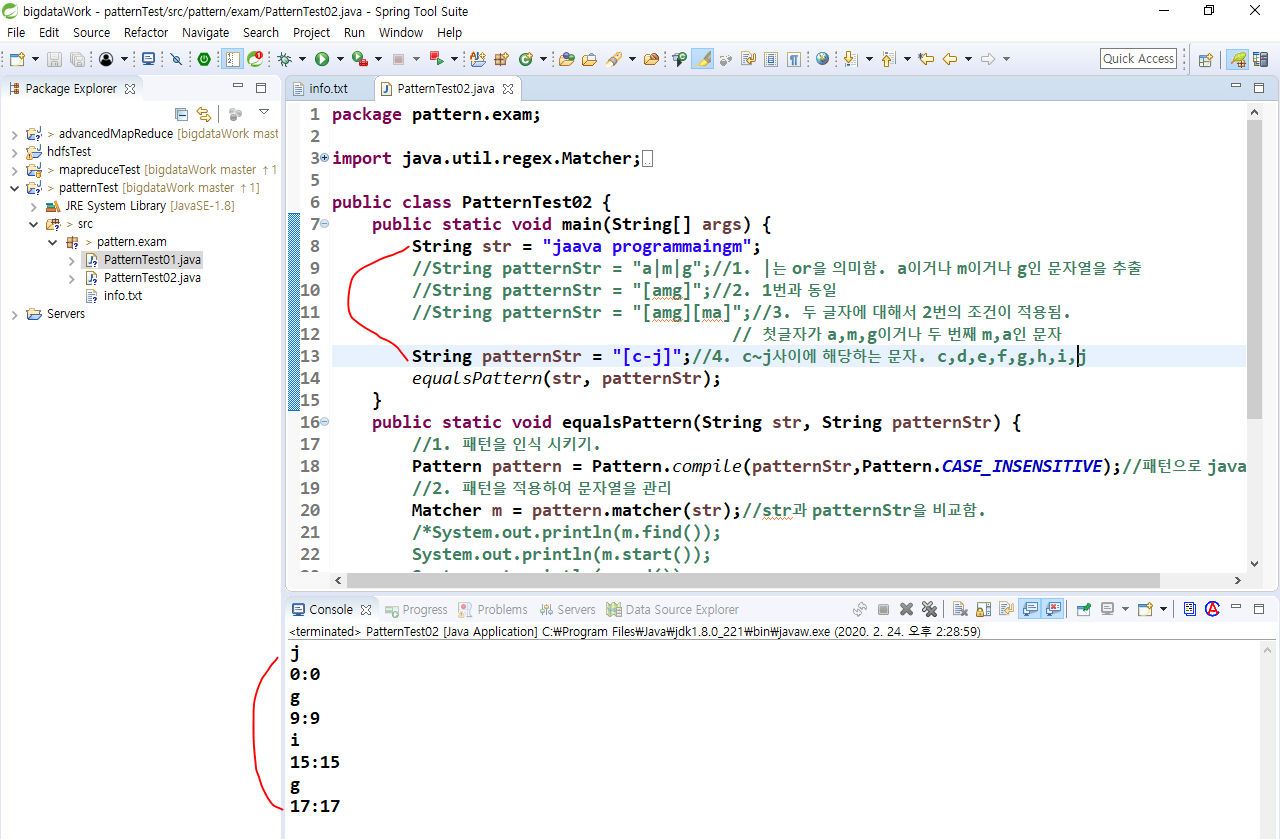 bigdataWork - patternTest/src/pattern/exam/PatternTest02.java - Spring Tool Suite
File Edit Source Refactor Navigate Search Project Run Window Help
Quick Access
Package Explorer
> advancedMapReduce [bigdataWork mast
hdfsTest
> mapreduceTest [bigdataWork master ↑1
> patternTest [bigdataWork master ↑1]
JRE System Library [JavaSE-1.8]
> src
> pattern.exam
PatternTest01.java
PatternTest02.java
info.txt
Servers
info.txt PatternTest02.java
1 package pattern.exam;
2
3 import java.util.regex.Matcher;
5
6 public class PatternTest02 {
7 public static void main(String[] args) {
8 String str = "jaava programmaingm";
9 //String patternStr = "a|m|g";//1. |는 or을 의미함. a이거나 m이거나 g인 문자열을 추출
10 //String patternStr = "[amg]";//2. 1번과 동일
11 //String patternStr = "[amg][ma]";//3. 두 글자에 대해서 2번의 조건이 적용됨.
12 // 첫글자가 a,m,g이거나 두 번째 m,a인 문자
13 String patternStr = "[c-j]";//4. c~j사이에 해당하는 문자. c,d,e,f,g,h,i,j
14 equalsPattern(str, patternStr);
15 }
16 public static void equalsPattern(String str, String patternStr) {
17 //1. 패턴을 인식 시키기.
18 Pattern pattern = Pattern.compile(patternStr,Pattern.CASE_INSENSITIVE);//패턴으로 java
19 //2. 패턴을 적용하여 문자열을 관리
20 Matcher m = pattern.matcher(str);//str과 patternStr을 비교함.
21 /*System.out.println(m.find());
22 System.out.println(m.start());
Console Progress Problems Servers Data Source Explorer
<terminated> PatternTest02 [Java Application] C:₩Program Files₩Java₩jdk1.8.0_221₩bin₩javaw.exe (2020. 2. 24. 오후 2:28:59)
j
0:0
g
9:9
i
15:15
g
17:17